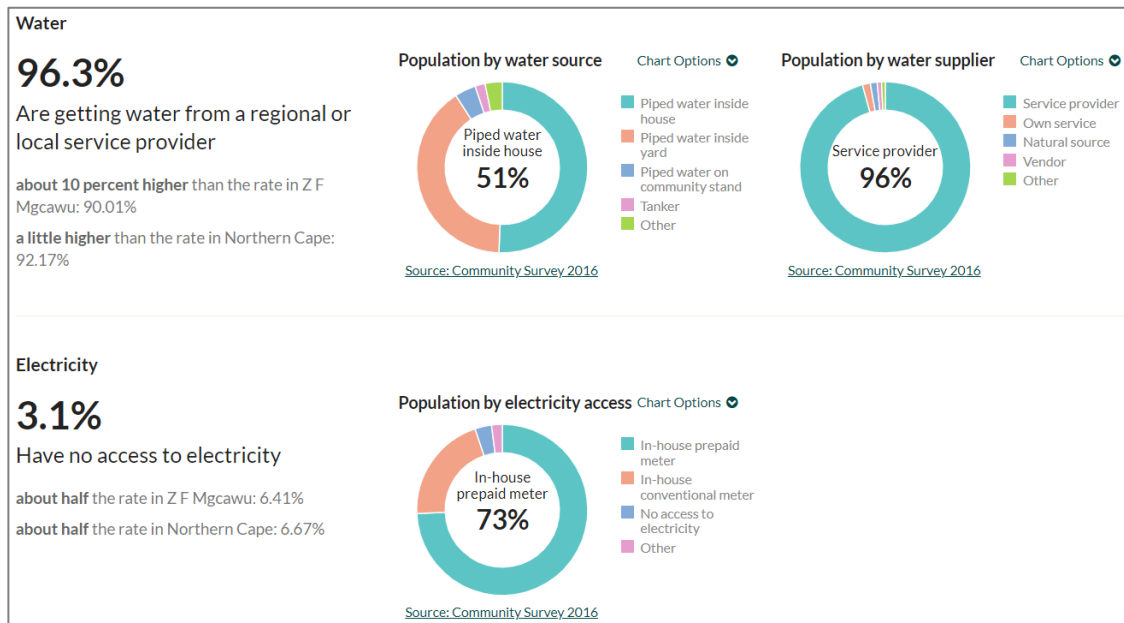 Water
96.3%
Are getting water from a regional or
local service provider
about 10 percent higher than the rate in Z F
Mgcawu: 90.01%
a little higher than the rate in Northern Cape:
92.17%
Population by water source
Chart Options
Piped water
inside house
51%
Piped water inside
house
Piped water inside
yard
Piped water on
community stand
Tanker
Other
Source: Community Survey 2016
Population by water supplier
Chart Options
Service provider
96%
Service provider
Own service
Natural source
Vendor
Other
Source: Community Survey 2016
Electricity
3.1%
Have no access to electricity
about half the rate in Z F Mgcawu: 6.41%
about half the rate in Northern Cape: 6.67%
Population by electricity access
Chart Options
In-house
prepaid meter
73%
In-house prepaid
meter
In-house
conventional meter
No access to
electricity
Other
Source: Community Survey 2016